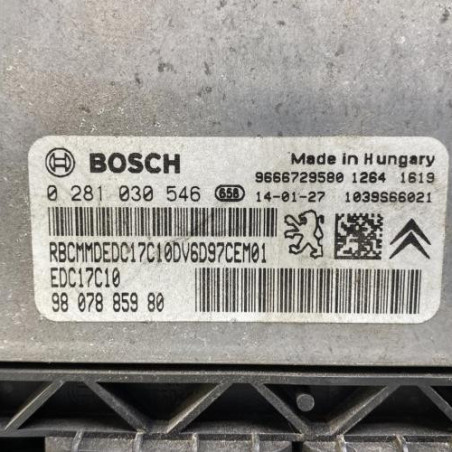 BOSCH
Made in Hungary
9666729580 1264 1619
0 281 030 546 658 14-01-27 1039S66021
RBCMMDEDC17C10DV6D97CEM01
EDC17C10
98 078 859 80